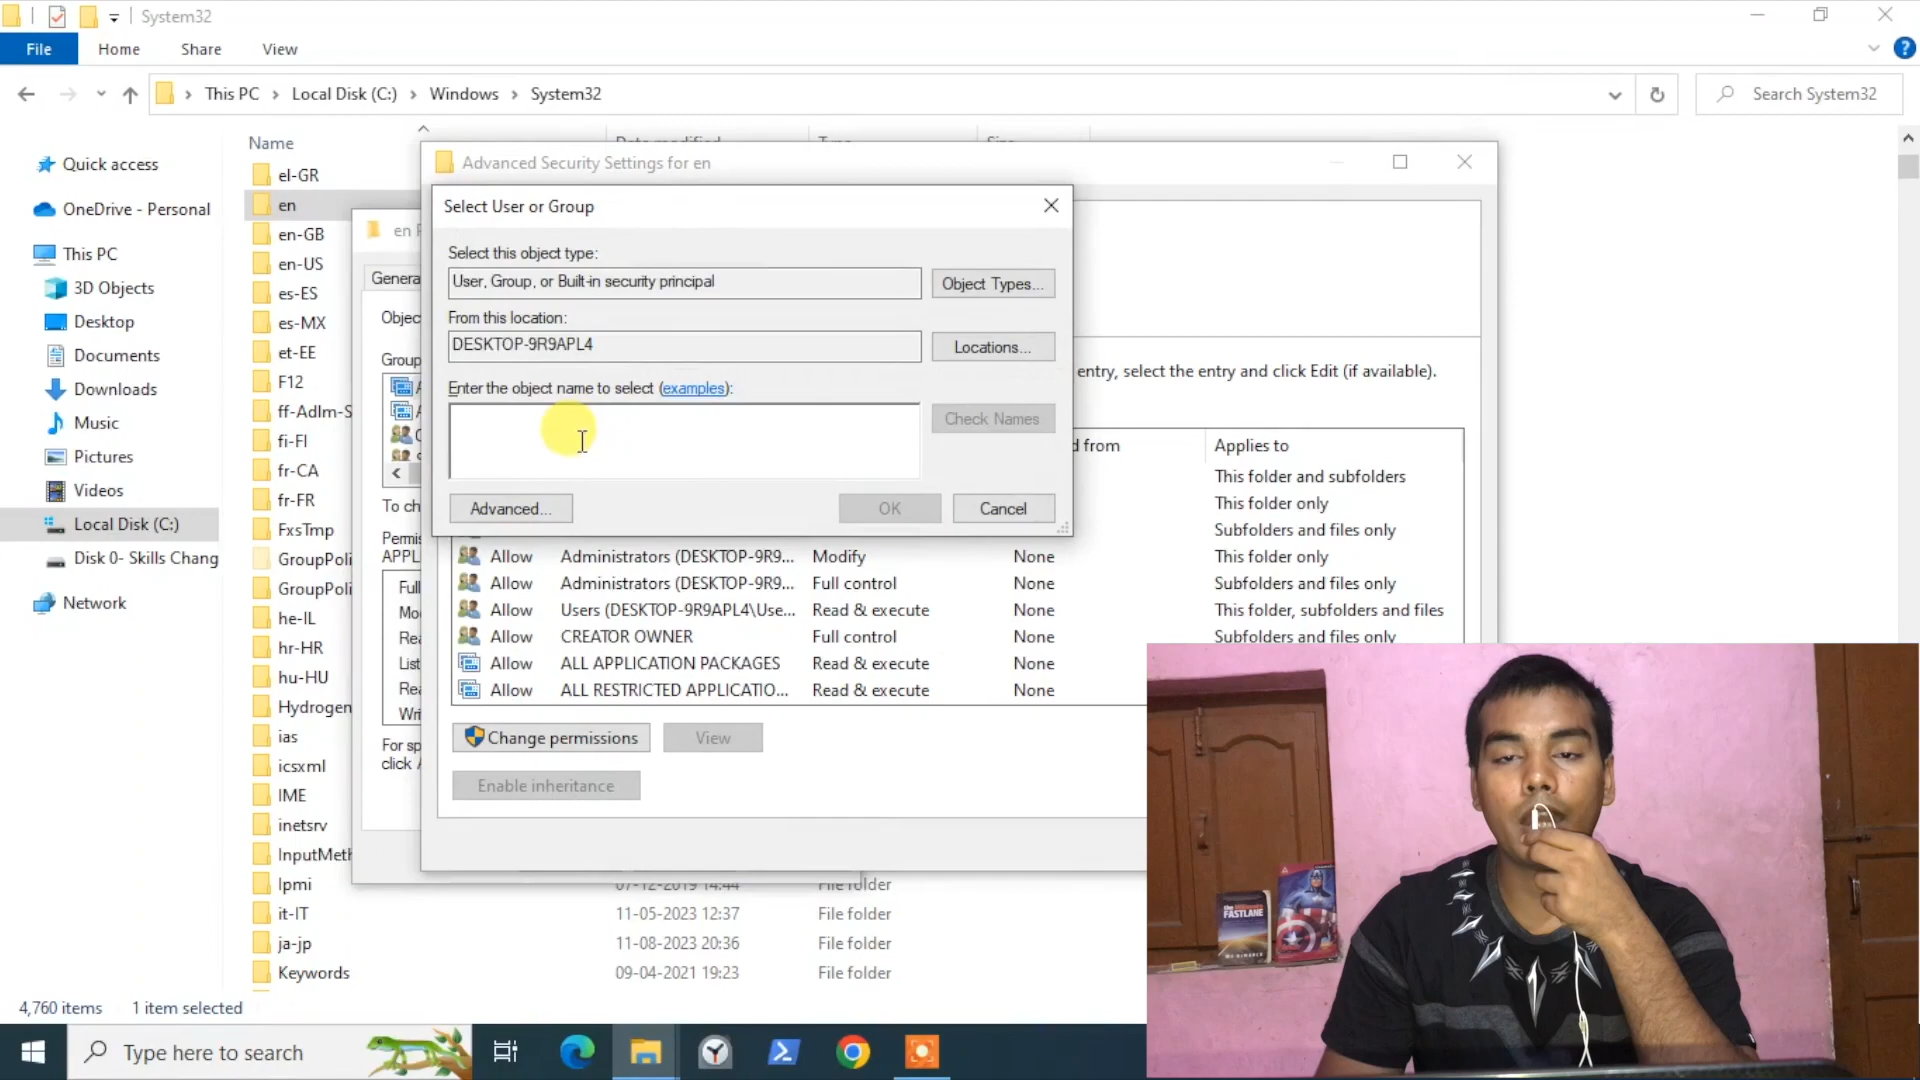 System32
File Home Share View
This PC Local Disk (C:) Windows System32
Search System32
Name
Quick access
OneDrive - Personal
This PC
3D Objects
Desktop
Documents
Downloads
Music
Pictures
Videos
Local Disk (C:)
Disk 0- Skills Chang
Network
el-GR
en
en-GB
en-US
es-ES
es-MX
et-EE
F12
ff-Adlm-S
fi-FI
fr-CA
fr-FR
FxsTmp
GroupPoli
GroupPoli
he-IL
hr-HR
hu-HU
Hydrogen
ias
icsxml
IME
inetsrv
InputMeth
lpmi
it-IT 11-05-2023 12:37 File folder
ja-jp 11-08-2023 20:36 File folder
Keywords 09-04-2021 19:23 File folder
en
Genera
Objec
Group
To ch
Permis
APPL
Full
Mo
Rea
List
Rea
Wri
For sp
click
Advanced Security Settings for en
Select User or Group
Select this object type:
User, Group, or Built-in security principal
Object Types...
From this location:
DESKTOP-9R9APL4
Locations...
Enter the object name to select (examples):
Check Names
Advanced...
OK
Cancel
entry, select the entry and click Edit (if available).
d from Applies to
This folder and subfolders
This folder only
Subfolders and files only
Allow Administrators (DESKTOP-9R9... Modify None This folder only
Allow Administrators (DESKTOP-9R9... Full control None Subfolders and files only
Allow Users (DESKTOP-9R9APL4\Use... Read & execute None This folder, subfolders and files
Allow CREATOR OWNER Full control None Subfolders and files only
Allow ALL APPLICATION PACKAGES Read & execute None
Allow ALL RESTRICTED APPLICATIO... Read & execute None
Change permissions
View
Enable inheritance
4,760 items 1 item selected
Type here to search
FASTLANE